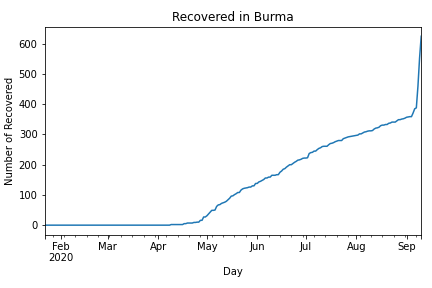 Recovered in Burma
Number of Recovered
600
500
400
300
200
100
0
Feb
2020
Mar
Apr
May
Jun
Jul
Aug
Sep
Day